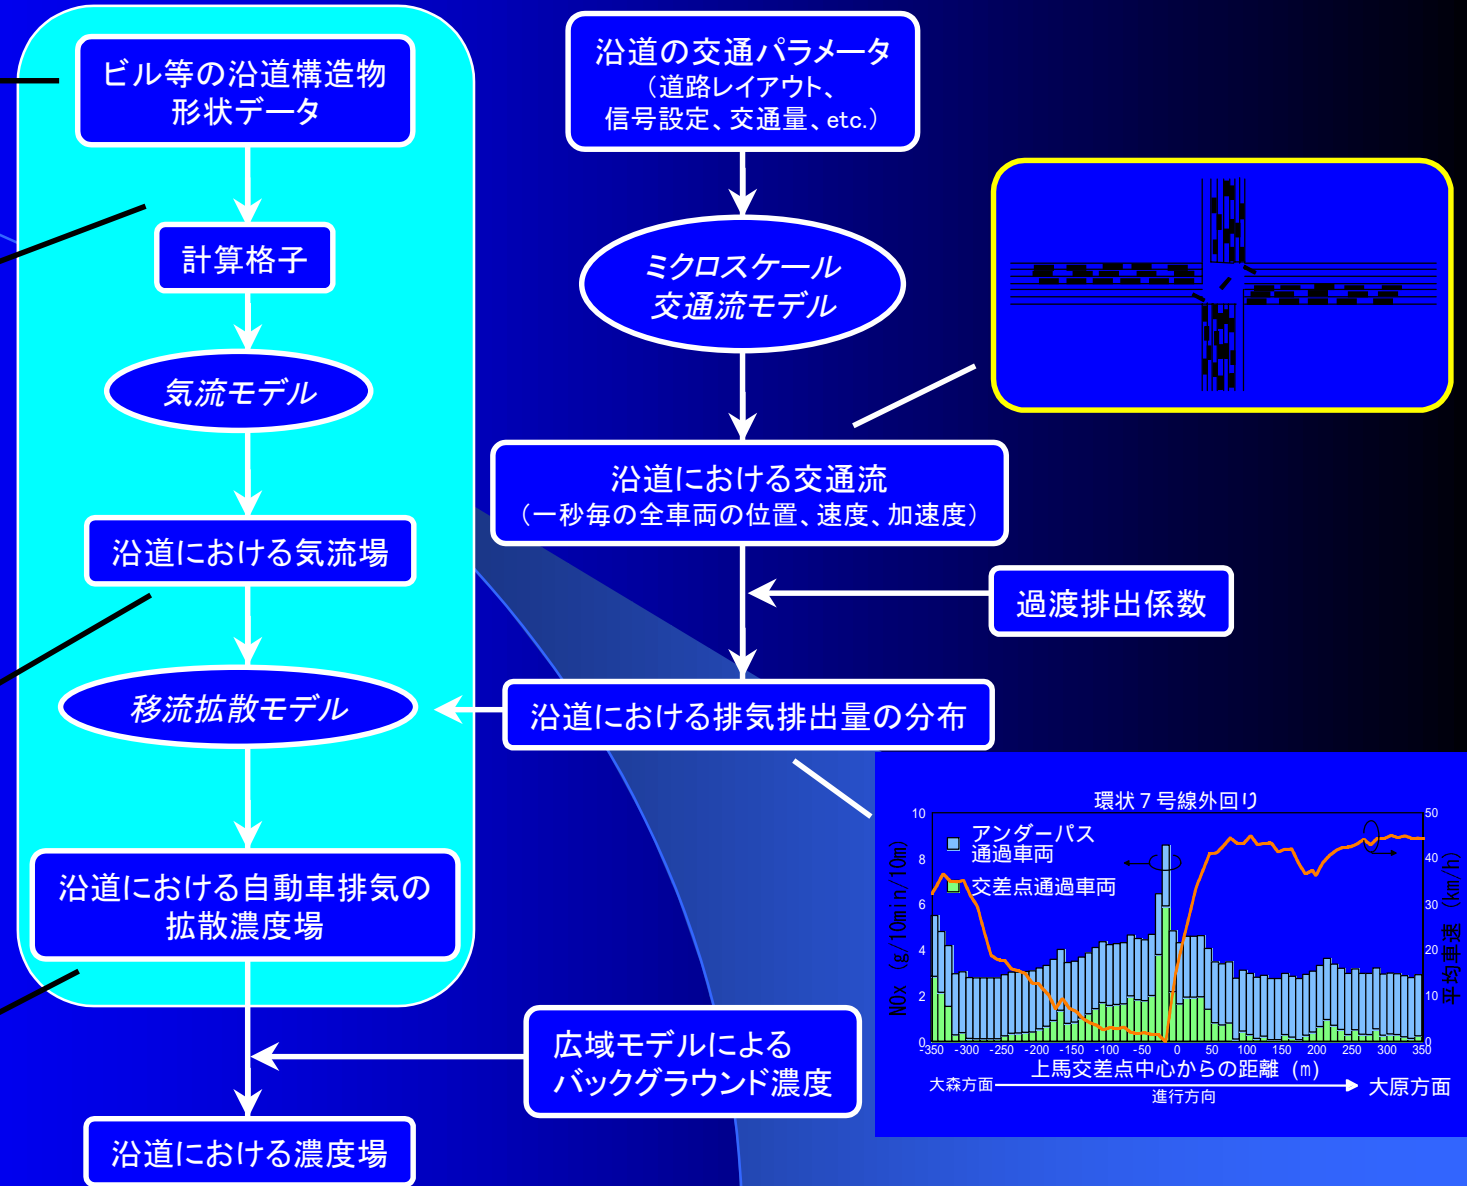 ビル等の沿道構造物
形状データ
計算格子
気流モデル
沿道における気流場
移流拡散モデル
沿道における自動車排気の
拡散濃度場
沿道における濃度場
沿道の交通パラメータ
（道路レイアウト、
信号設定、交通量、etc.）
ミクロスケール
交通流モデル
沿道における交通流
（一秒毎の全車両の位置、速度、加速度）
過渡排出係数
沿道における排気排出量の分布
広域モデルによる
バックグラウンド濃度
環状７号線外回り
アンダーパス
通過車両
交差点通過車両
NOx (g/10min/10m)
10
8
6
4
2
0
平均車速 (km/h)
50
40
30
20
10
0
-350 -300 -250 -200 -150 -100 -50 0 50 100 150 200 250 300 350
上馬交差点中心からの距離 (m)
大森方面
進行方向
大原方面